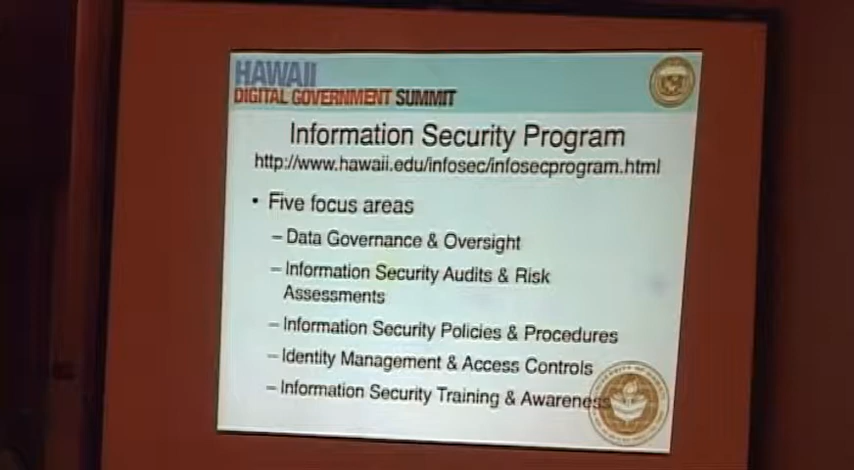 HAWAII
DIGITAL GOVERNMENT SUMMIT
Information Security Program
http://www.hawaii.edu/infosec/infosecprogram.html
• Five focus areas
– Data Governance & Oversight
– Information Security Audits & Risk
Assessments
– Information Security Policies & Procedures
– Identity Management & Access Controls
– Information Security Training & Awareness